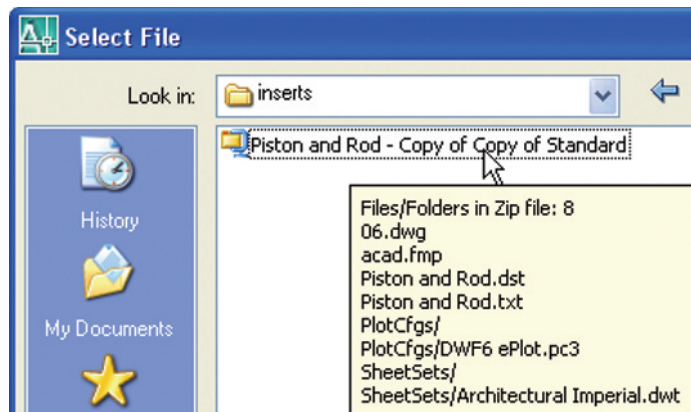 Select File
Look in: inserts
Piston and Rod - Copy of Copy of Standard
History
My Documents
Files/Folders in Zip file: 8
06.dwg
acad.fmp
Piston and Rod.dst
Piston and Rod.txt
PlotCfgs/
PlotCfgs/DWF6 ePlot.pc3
SheetSets/
SheetSets/Architectural Imperial.dwt